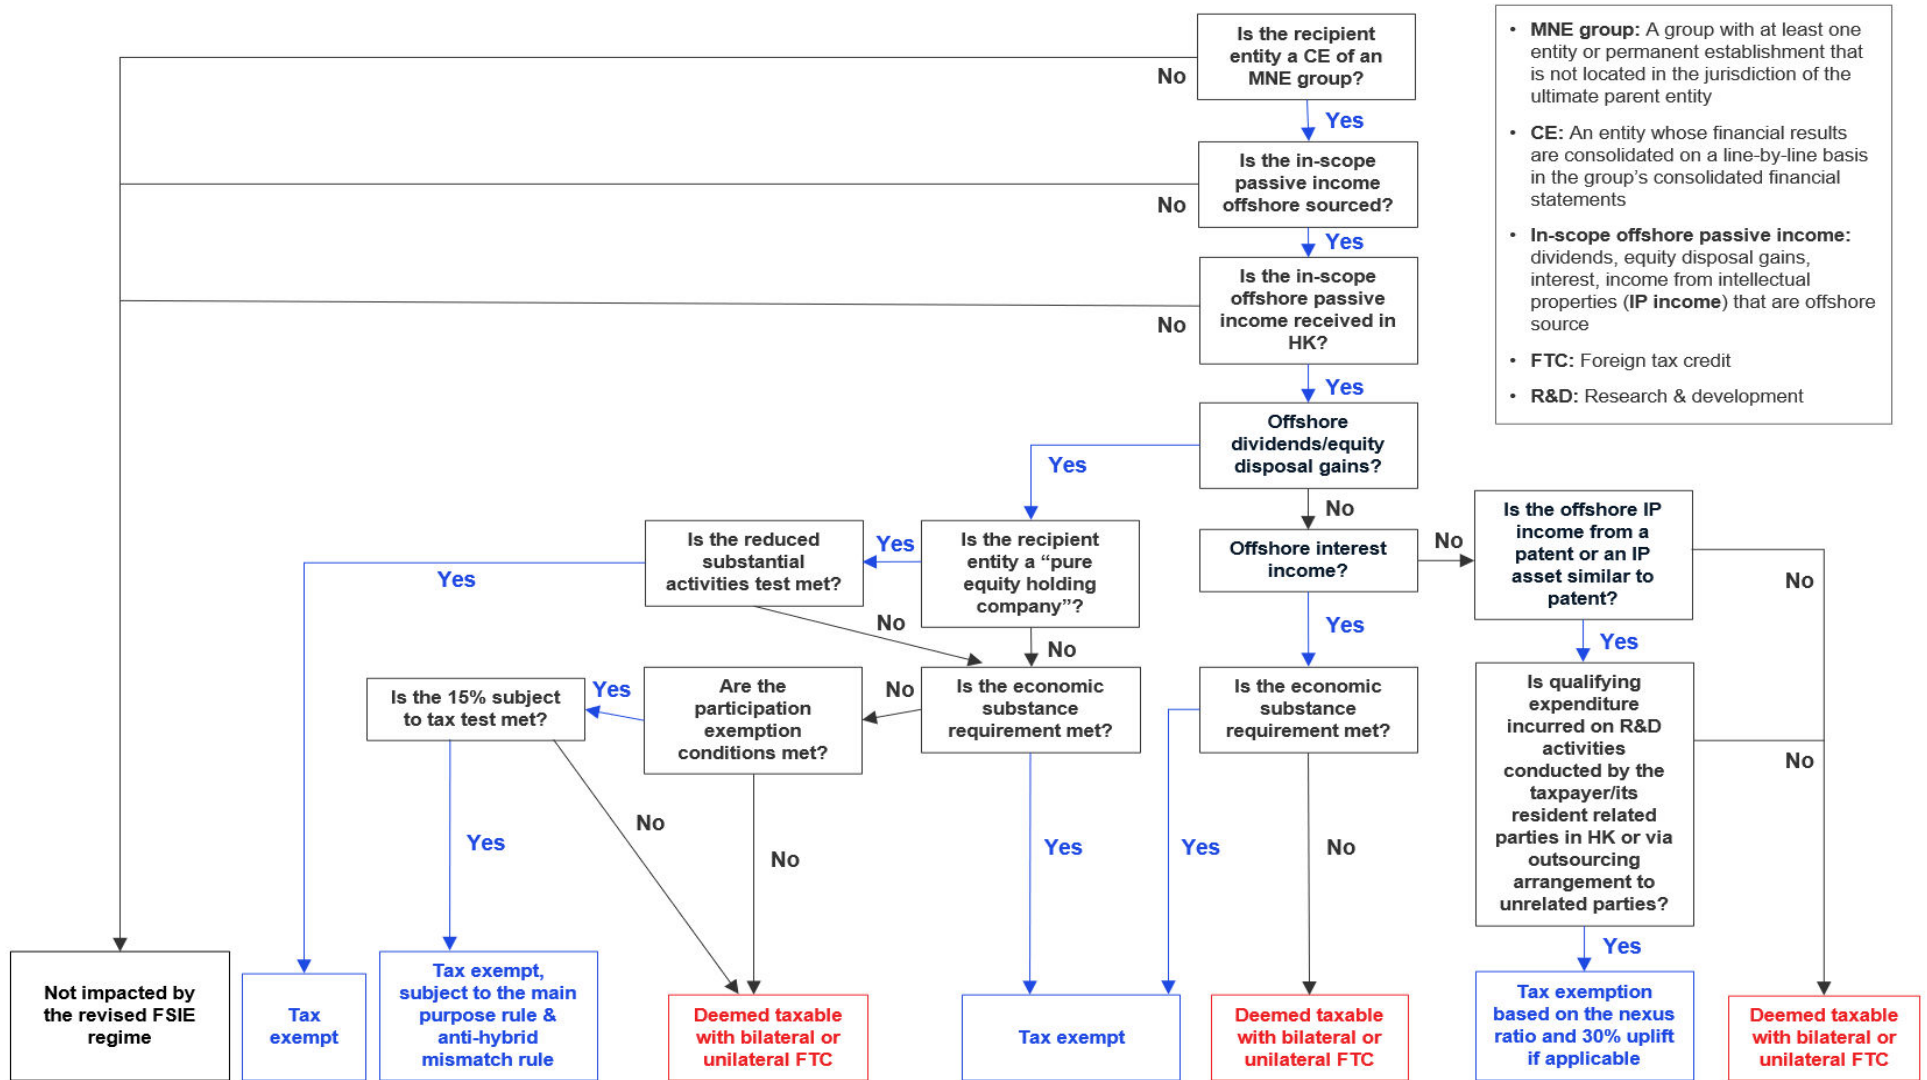 Is the recipient
entity a CE of an
MNE group?
No
Yes
• MNE group: A group with at least one
entity or permanent establishment that
is not located in the jurisdiction of the
ultimate parent entity
• CE: An entity whose financial results
are consolidated on a line-by-line basis
in the group's consolidated financial
statements
• In-scope offshore passive income:
dividends, equity disposal gains,
interest, income from intellectual
properties (IP income) that are offshore
source
• FTC: Foreign tax credit
• R&D: Research & development
Is the in-scope
passive income
offshore sourced?
No
Yes
Is the in-scope
offshore passive
income received in
HK?
No
Yes
Offshore
dividends/equity
disposal gains?
Yes
No
Is the reduced
substantial
activities test met?
Yes
Yes
Is the recipient
entity a “pure
equity holding
company”?
No
No
Offshore interest
income?
No
Yes
Is the offshore IP
income from a
patent or an IP
asset similar to
patent?
No
Yes
Is the 15% subject
to tax test met?
Yes
Are the
participation
exemption
conditions met?
No
Is the economic
substance
requirement met?
Is the economic
substance
requirement met?
Is qualifying
expenditure
incurred on R&D
activities
conducted by the
taxpayer/its
resident related
parties in HK or via
outsourcing
arrangement to
unrelated parties?
No
Yes
No
No
Yes
Yes
No
Yes
Not impacted by
the revised FSIE
regime
Tax
exempt
Tax exempt,
subject to the main
purpose rule &
anti-hybrid
mismatch rule
Deemed taxable
with bilateral or
unilateral FTC
Tax exempt
Deemed taxable
with bilateral or
unilateral FTC
Tax exemption
based on the nexus
ratio and 30% uplift
if applicable
Deemed taxable
with bilateral or
unilateral FTC